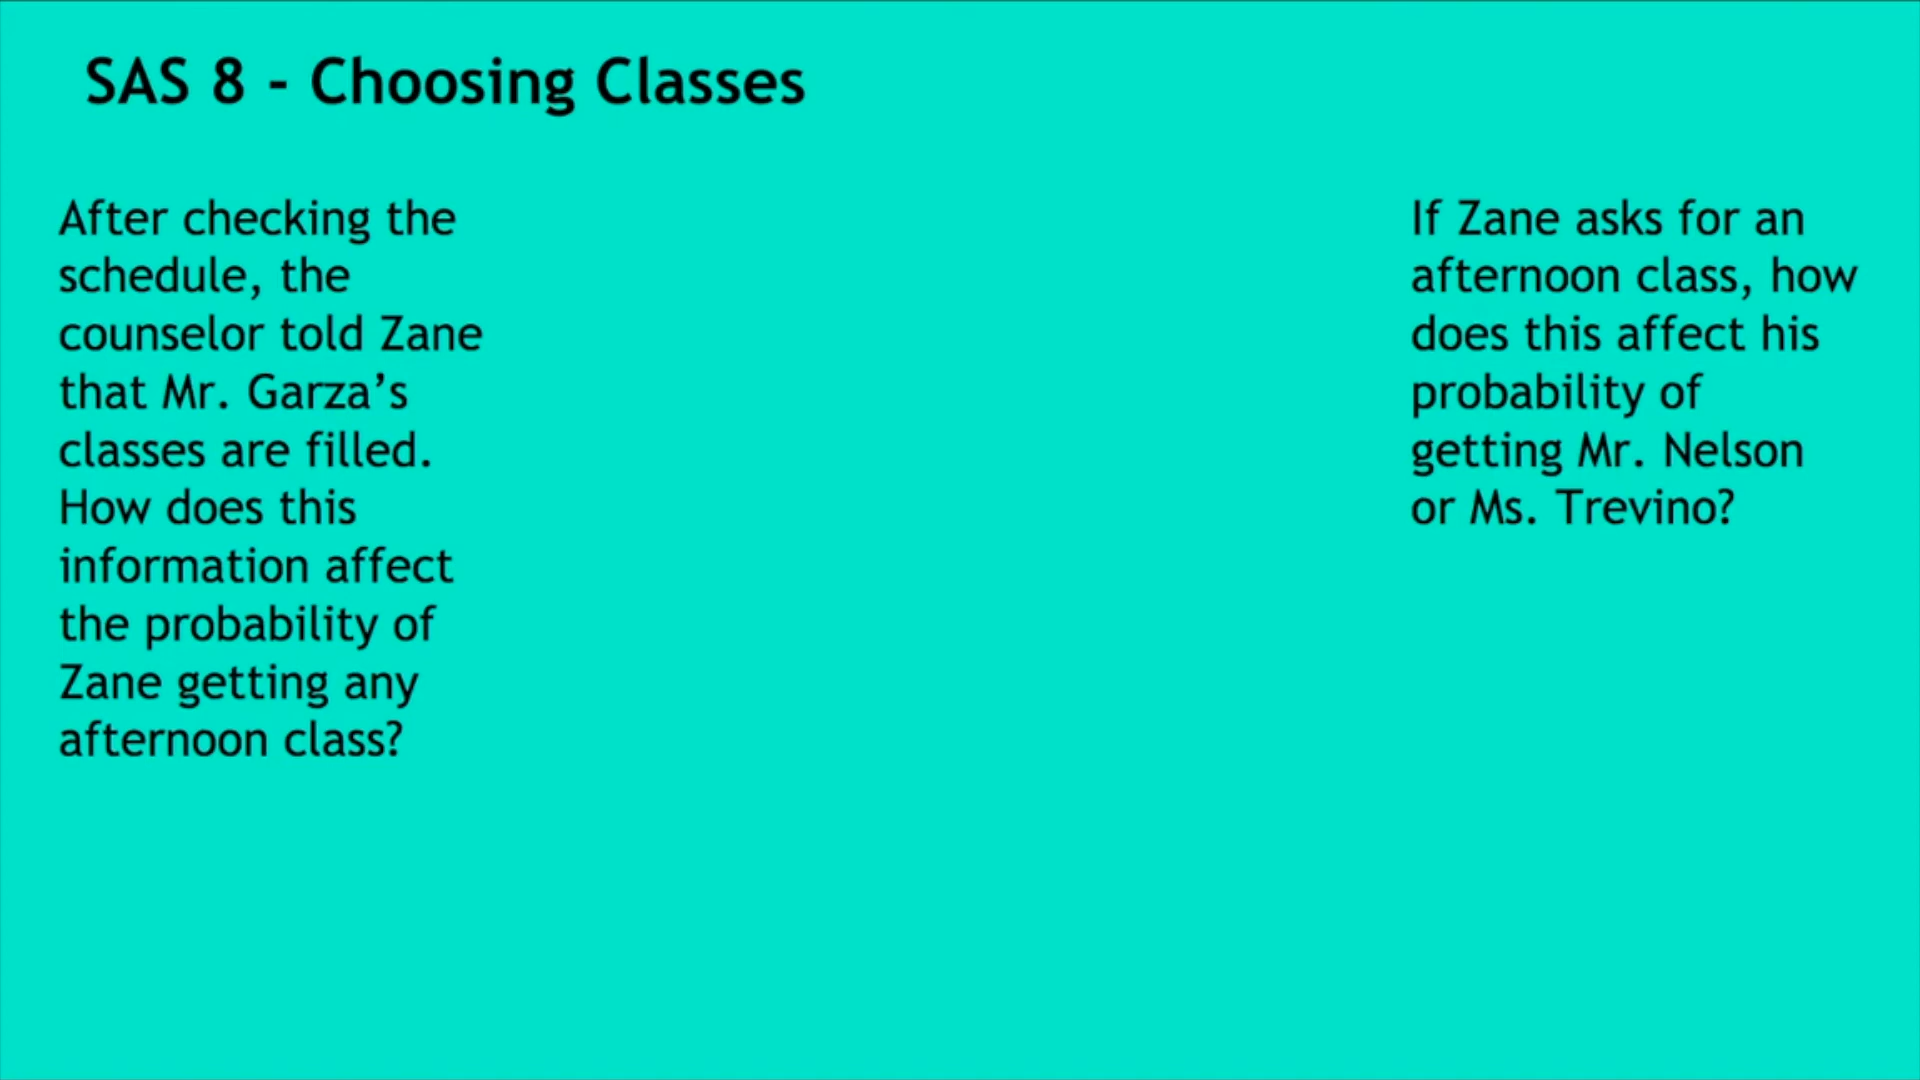 SAS 8 - Choosing Classes
After checking the
schedule, the
counselor told Zane
that Mr. Garza’s
classes are filled.
How does this
information affect
the probability of
Zane getting any
afternoon class?
If Zane asks for an
afternoon class, how
does this affect his
probability of
getting Mr. Nelson
or Ms. Trevino?